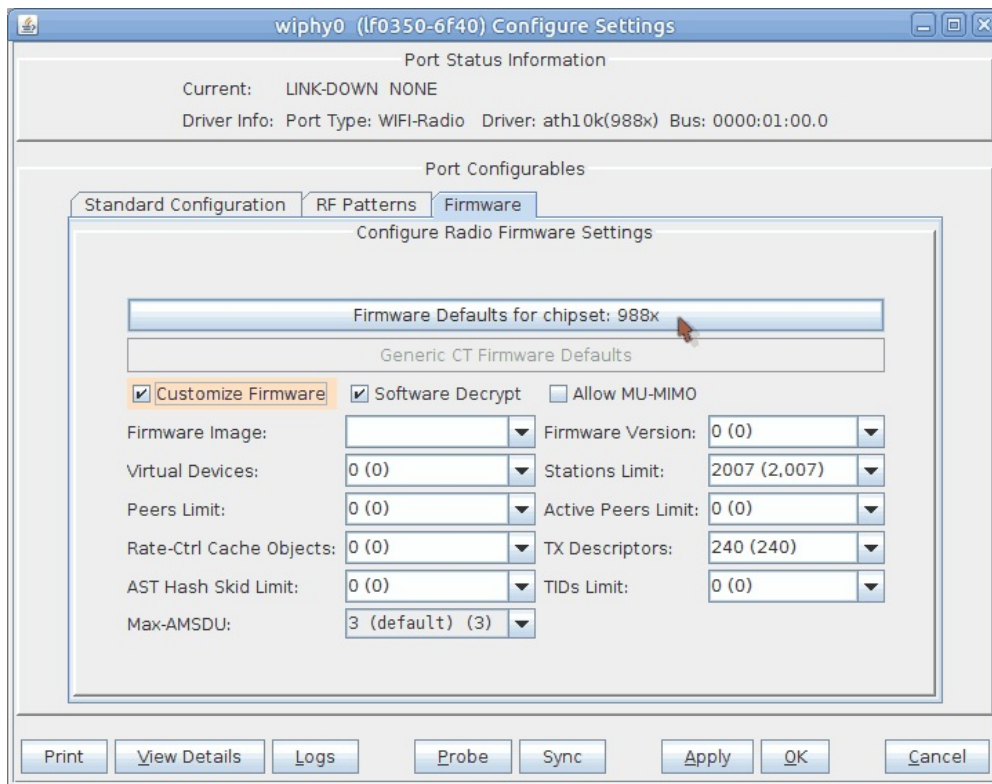 wiphy0 (lf0350-6f40) Configure Settings
Port Status Information
Current: LINK-DOWN NONE
Driver Info: Port Type: WIFI-Radio Driver: ath10k(988x) Bus: 0000:01:00.0
Port Configurables
Standard Configuration RF Patterns Firmware
Configure Radio Firmware Settings
Firmware Defaults for chipset: 988x
Generic CT Firmware Defaults
Customize Firmware Software Decrypt Allow MU-MIMO
Firmware Image: Firmware Version: 0 (0)
Virtual Devices: 0 (0) Stations Limit: 2007 (2,007)
Peers Limit: 0 (0) Active Peers Limit: 0 (0)
Rate-Ctrl Cache Objects: 0 (0) TX Descriptors: 240 (240)
AST Hash Skid Limit: 0 (0) TIDs Limit: 0 (0)
Max-AMSDU: 3 (default) (3)
Print View Details Logs Probe Sync Apply OK Cancel